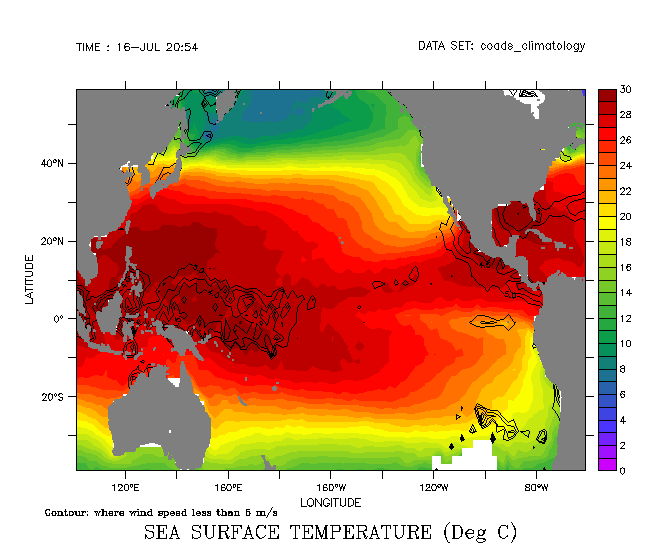 TIME : 16-JUL 20:54
DATA SET: coads_climatology
30
28
26
24
22
20
18
16
14
12
10
8
6
4
2
0
40°N
20°N
0°
20°S
LATITUDE
120°E 160°E 160°W 120°W 80°W
LONGITUDE
Contour: where wind speed less than 5 m/s
SEA SURFACE TEMPERATURE (Deg C)